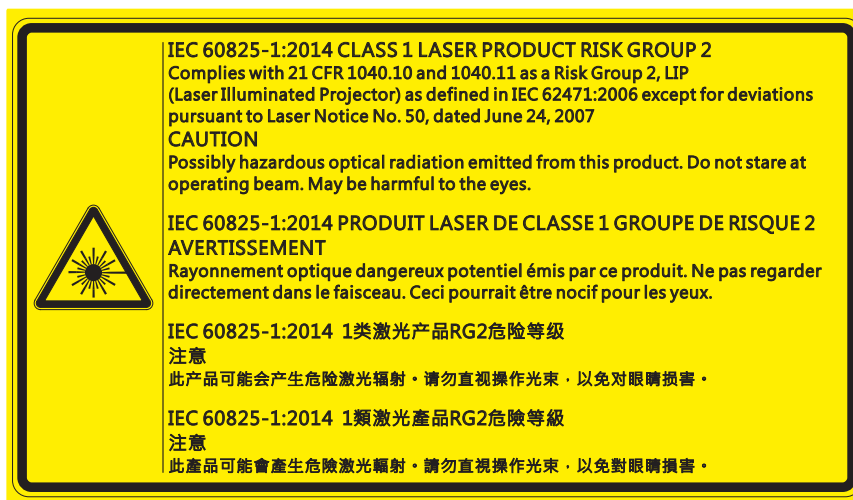 IEC 60825-1:2014 CLASS 1 LASER PRODUCT RISK GROUP 2
Complies with 21 CFR 1040.10 and 1040.11 as a Risk Group 2, LIP
(Laser Illuminated Projector) as defined in IEC 62471:2006 except for deviations
pursuant to Laser Notice No. 50, dated June 24, 2007
CAUTION
Possibly hazardous optical radiation emitted from this product. Do not stare at
operating beam. May be harmful to the eyes.
IEC 60825-1:2014 PRODUIT LASER DE CLASSE 1 GROUPE DE RISQUE 2
AVERTISSEMENT
Rayonnement optique dangereux potentiel émis par ce produit. Ne pas regarder
directement dans le faisceau. Ceci pourrait être nocif pour les yeux.
IEC 60825-1:2014 1类激光产品RG2危险等级
注意
此产品可能会产生危险激光辐射。请勿直视操作光束，以免对眼睛损害。
IEC 60825-1:2014 1類激光產品RG2危險等級
注意
此產品可能會產生危險激光輻射。請勿直視操作光束，以免對眼睛損害。